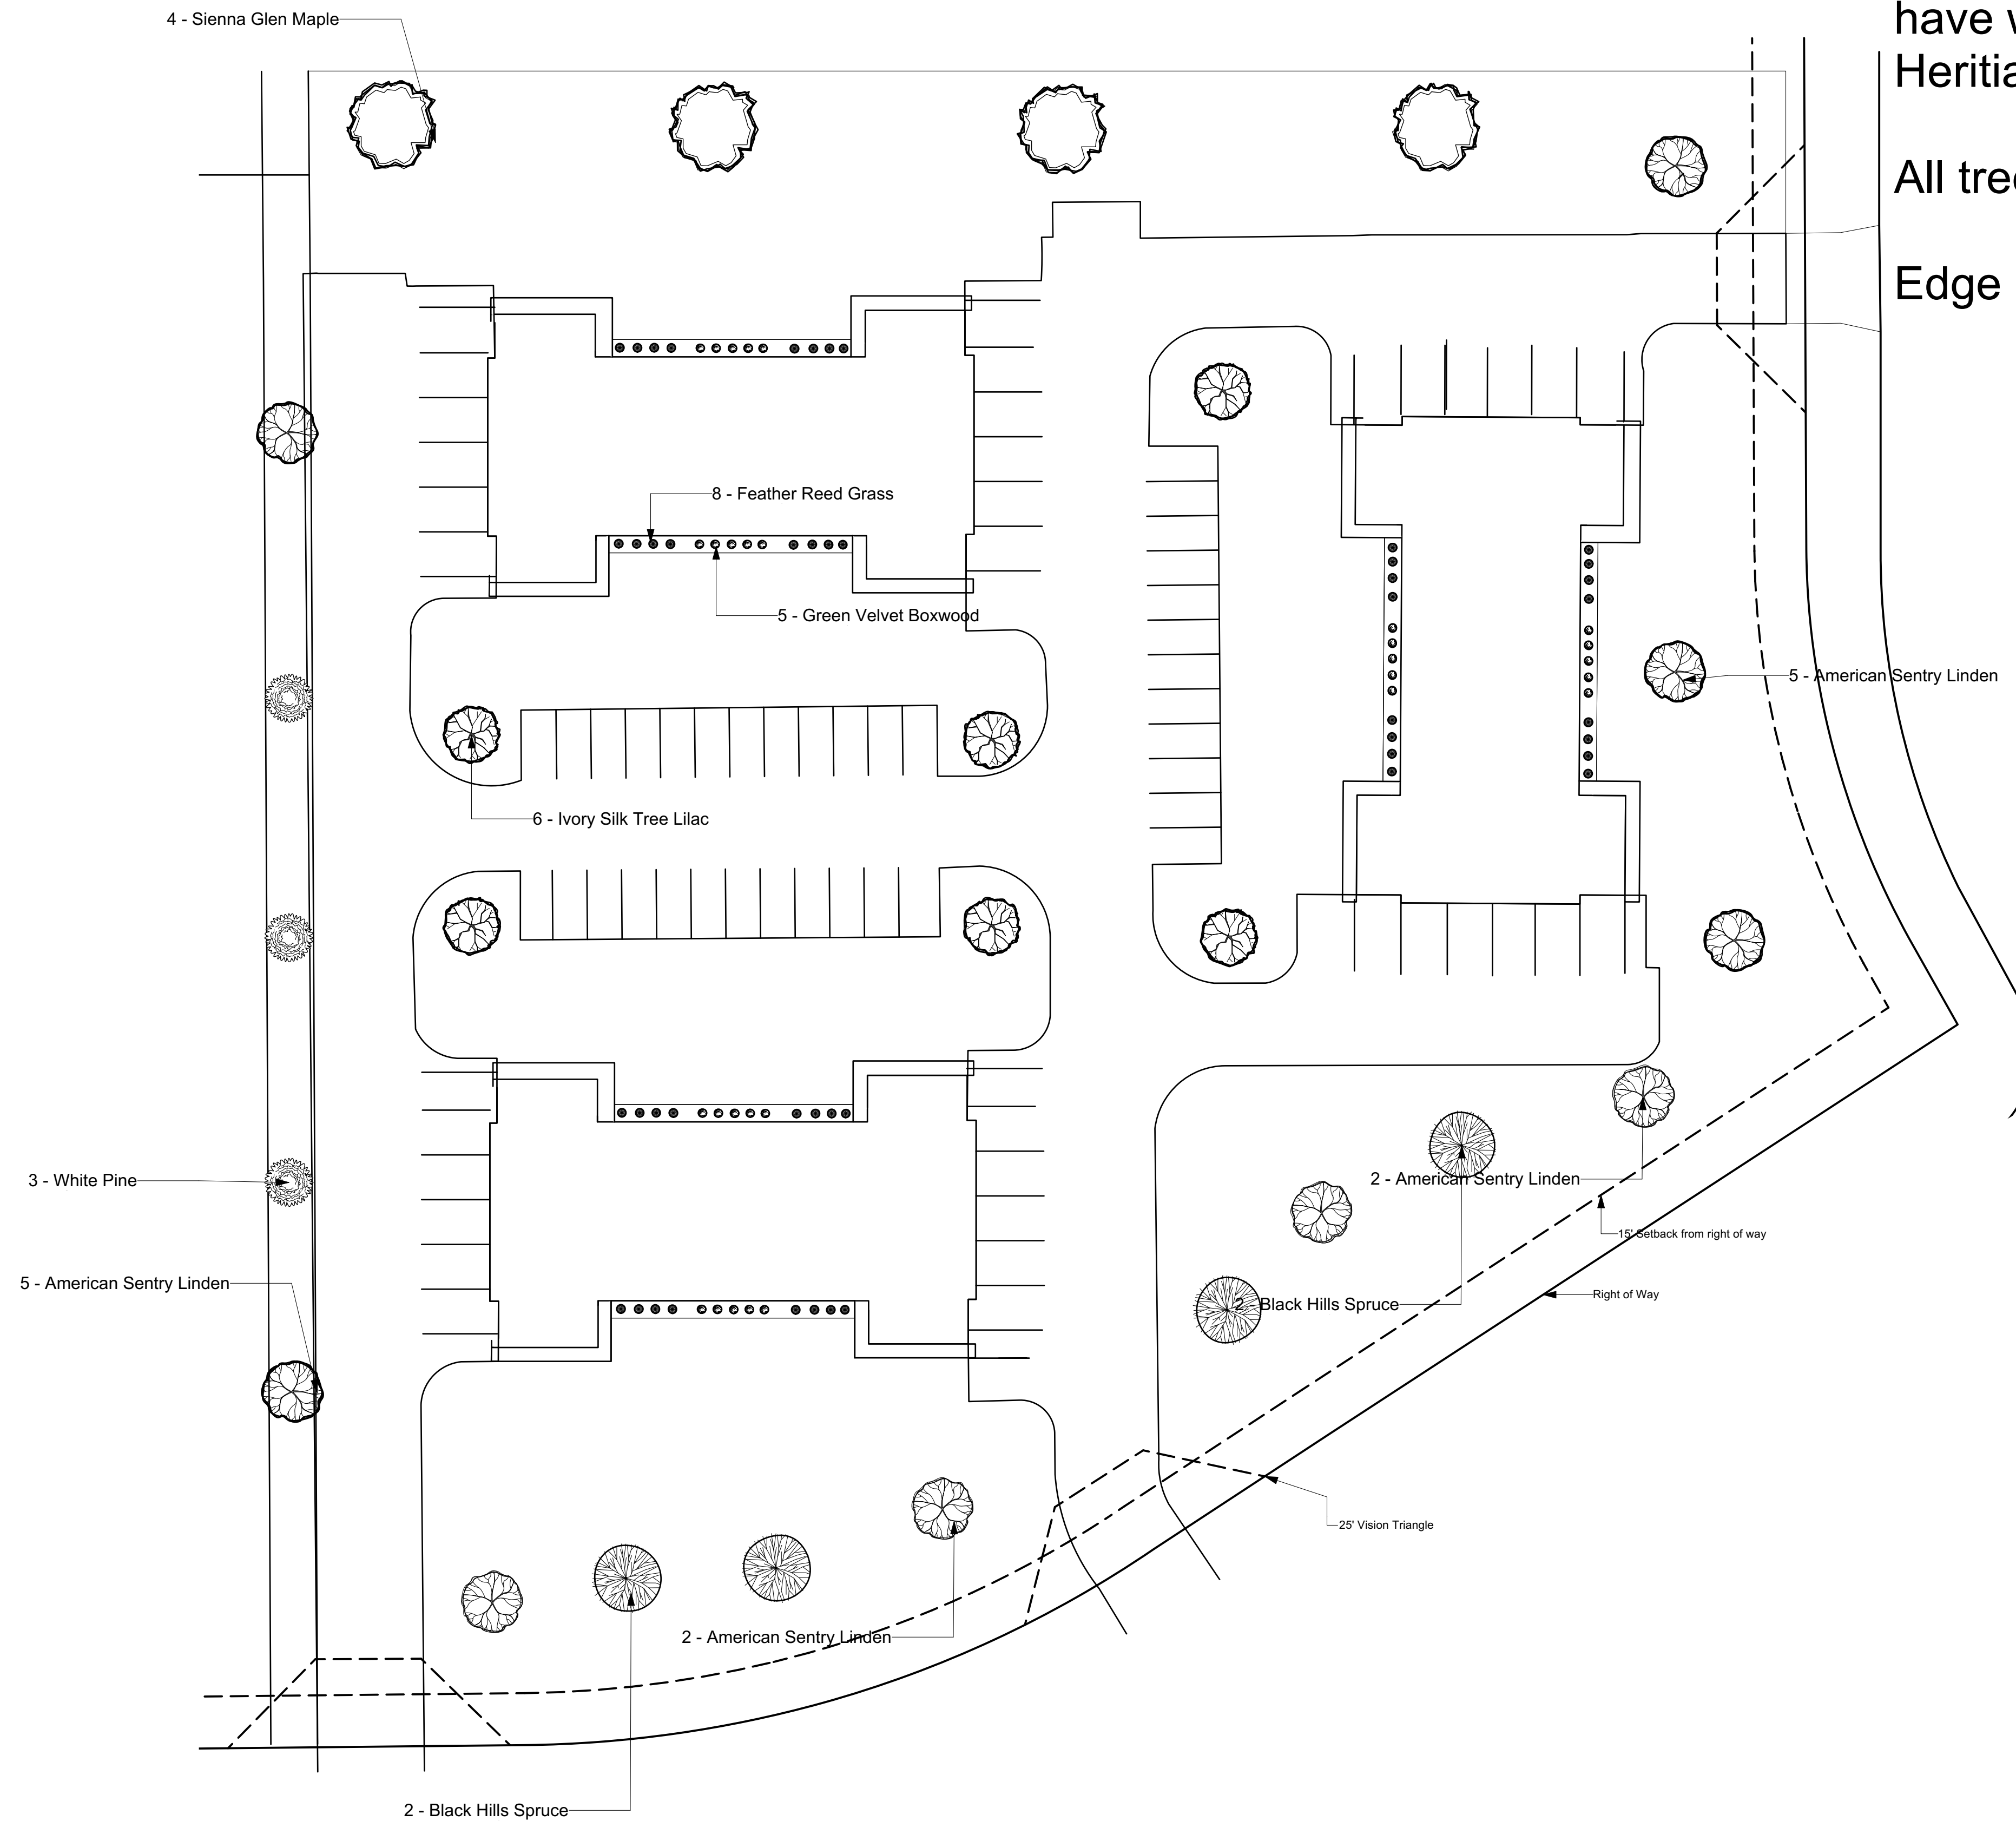 4 - Sienna Glen Maple
have
Heritia
All tree
Edge
8 - Feather Reed Grass
5 - Green Velvet Boxwood
5 - American Sentry Linden
6 - Ivory Silk Tree Lilac
3 - White Pine
2 - American Sentry Linden
15' Setback from right of way
5 - American Sentry Linden
Right of Way
2 - Black Hills Spruce
25' Vision Triangle
2 - American Sentry Linden
2 - Black Hills Spruce